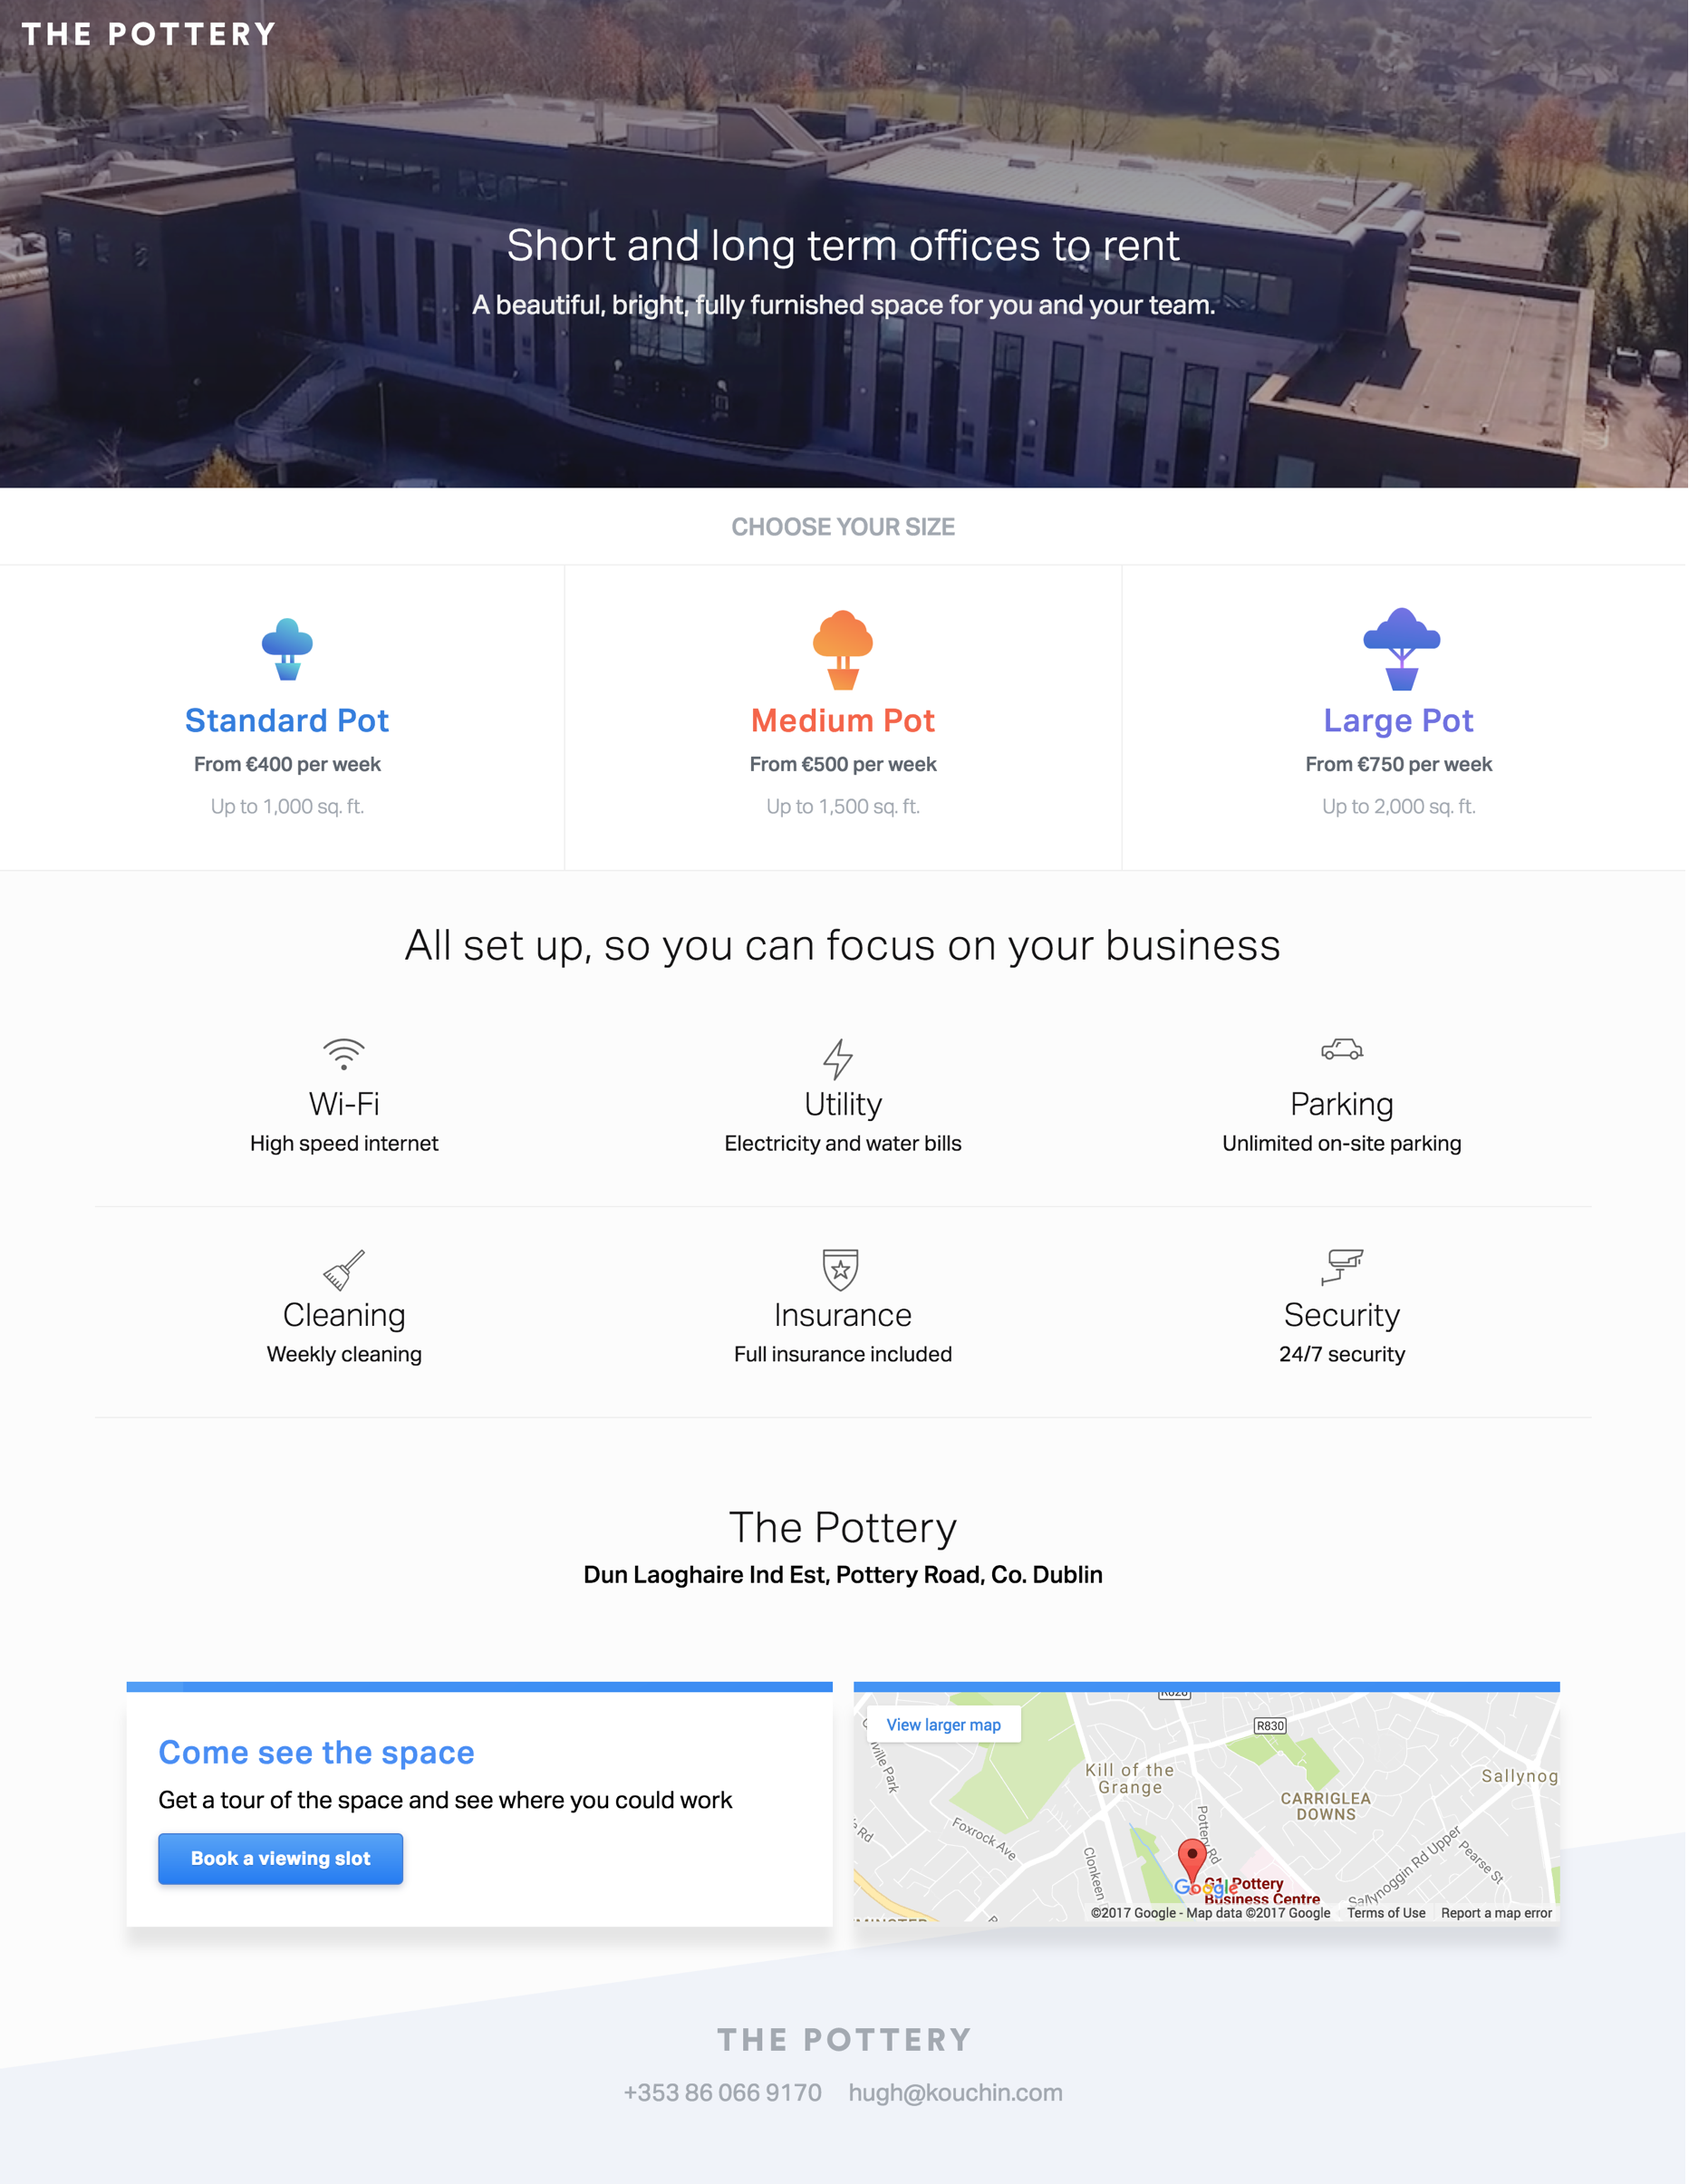 THE POTTERY
Short and long term offices to rent
A beautiful, bright, fully furnished space for you and your team.
CHOOSE YOUR SIZE
Standard Pot
From €400 per week
Up to 1,000 sq. ft.
Medium Pot
From €500 per week
Up to 1,500 sq. ft.
Large Pot
From €750 per week
Up to 2,000 sq. ft.
All set up, so you can focus on your business
Wi-Fi
High speed internet
Utility
Electricity and water bills
Parking
Unlimited on-site parking
Cleaning
Weekly cleaning
Insurance
Full insurance included
Security
24/7 security
The Pottery
Dun Laoghaire Ind Est, Pottery Road, Co. Dublin
Come see the space
Get a tour of the space and see where you could work
Book a viewing slot
View larger map
R830
Kill of the
Grange
Sallynog
CARRIGLEA
DOWNS
Foxrock Ave
Pottery Rd
Clonkeen
Sallynoggin Rd Upper
Pearse St
ville Park
Rd
Google
Pottery
Business Centre
©2017 Google - Map data ©2017 Google
Terms of Use
Report a map error
THE POTTERY
+353 86 066 9170
hugh@kouchin.com